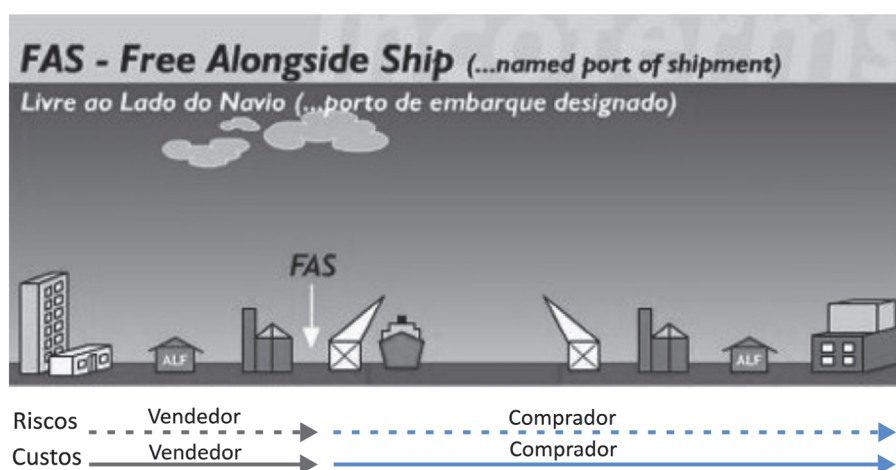 Incoterms
FAS - Free Alongside Ship (...named port of shipment)
Livre ao Lado do Navio (...porto de embarque designado)
FAS
ALF
ALF
Riscos Vendedor Comprador
Custos Vendedor Comprador